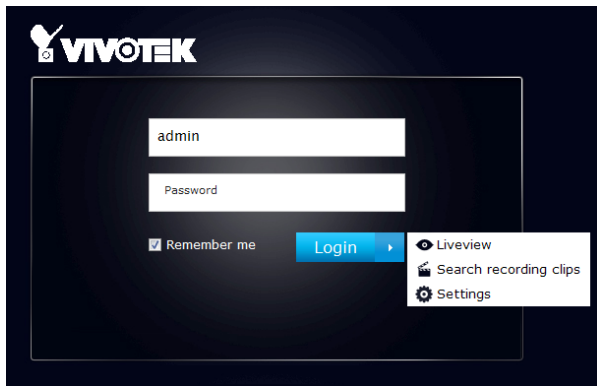 VIVOTEK
admin
Password
Remember me
Login
Liveview
Search recording clips
Settings